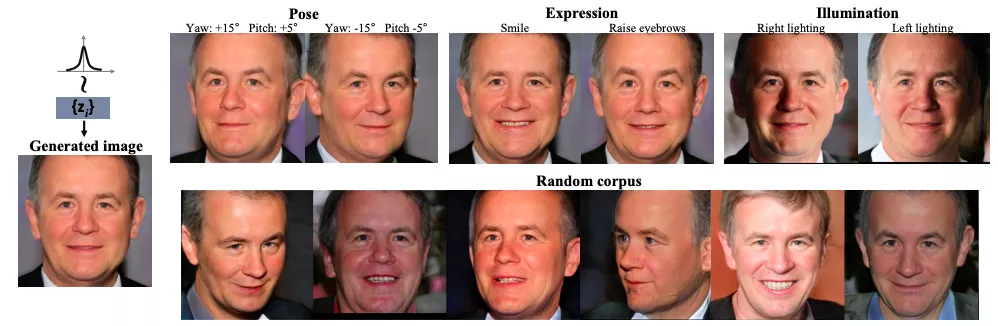 Pose
Yaw: +15° Pitch: +5° Yaw: -15° Pitch -5°
Expression
Smile Raise eyebrows
Illumination
Right lighting Left lighting
{zᵢ}
Generated image
Random corpus